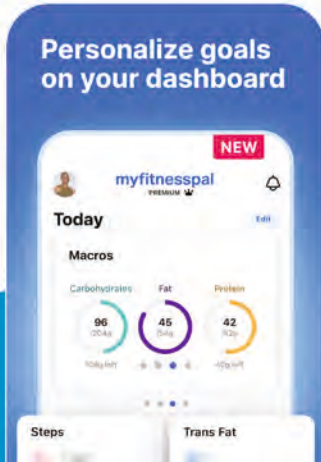 Personalize goals
on your dashboard
NEW
myfitnesspal
PREMIUM
Today
Edit
Macros
Carbohydrates Fat Protein
96 45 42
Steps Trans Fat